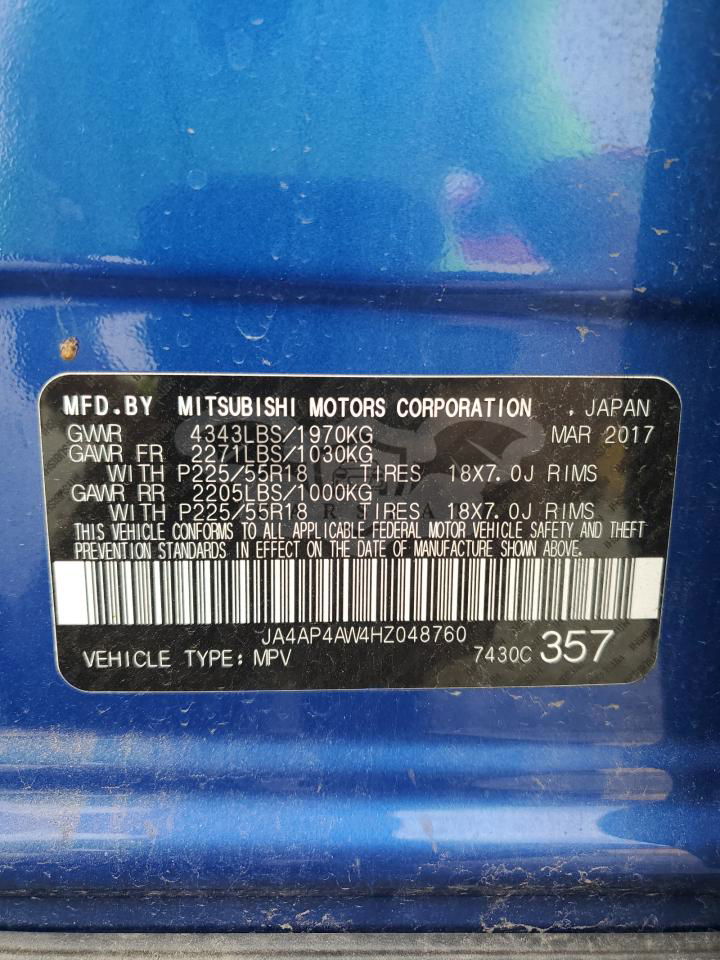 MFD.BY MITSUBISHI MOTORS CORPORATION . JAPAN
GVWR 4343LBS/1970KG MAR 2017
GAWR FR 2271LBS/1030KG
WITH P225/55R18 TIRES 18X7.0J RIMS
GAWR RR 2205LBS/1000KG
WITH P225/55R18 TIRES 18X7.0J RIMS
THIS VEHICLE CONFORMS TO ALL APPLICABLE FEDERAL MOTOR VEHICLE SAFETY AND THEFT
PREVENTION STANDARDS IN EFFECT ON THE DATE OF MANUFACTURE SHOWN ABOVE.
JA4AP4AW4HZ048760
VEHICLE TYPE: MPV 7430C 357